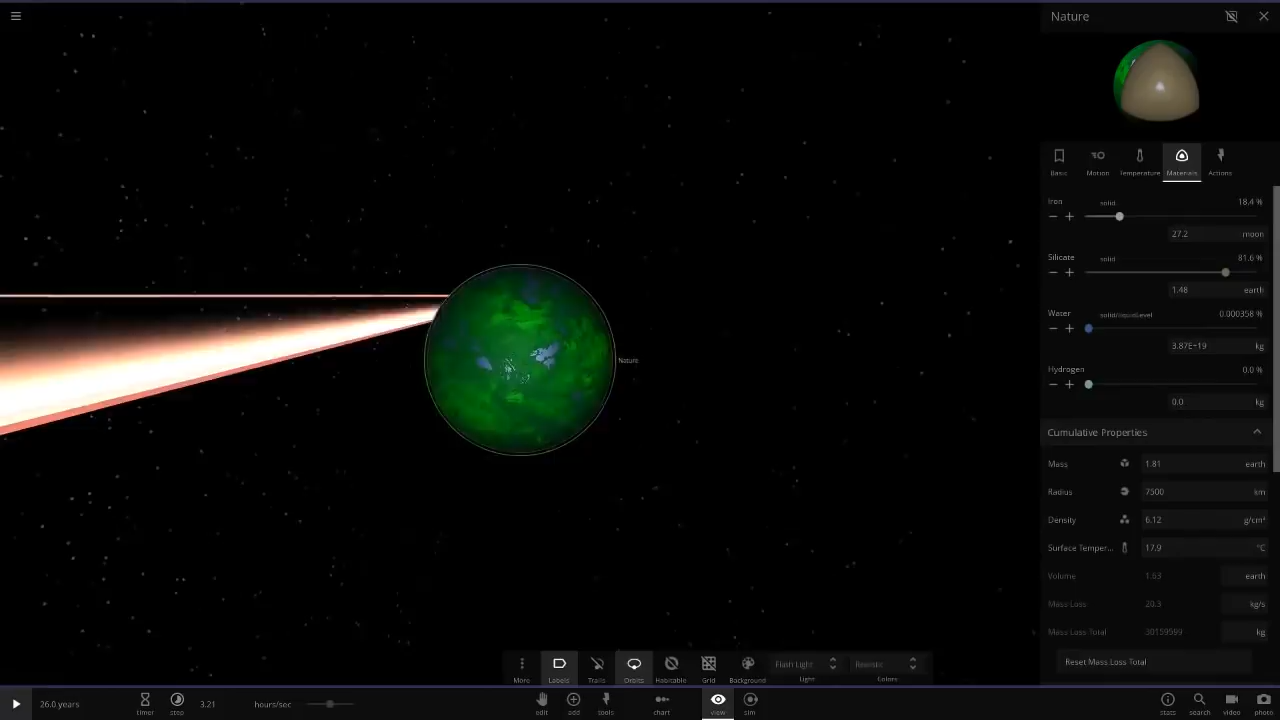 Nature
Basic Motion Temperature Materials Actions
Iron solid 18.4 %
27.2 moon
Silicate solid 81.6 %
1.48 earth
Water solid/liquidLevel 0.000358 %
3.87E+19 kg
Hydrogen 0.0 %
0.0 kg
Nature
Cumulative Properties
Mass 1.81 earth
Radius 7500 km
Density 6.12 g/cm³
Surface Temper... 17.9 °C
Volume 1.63 earth
Mass Loss 20.3 kg/s
Mass Loss Total 30159599 kg
Reset Mass Loss Total
More Labels Trails Orbits Habitable Grid Background Flash Light Light Realistic Colors
26.0 years timer step 3.21 hours/sec edit add tools chart view sim stats search video photo